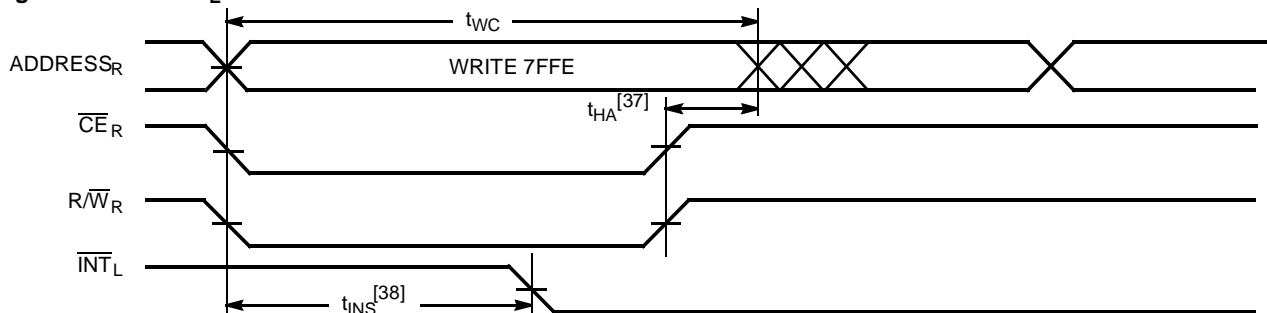 tWC
ADDRESSR
WRITE 7FFE
tHA[37]
CER
R/WR
INTL
tINS[38]